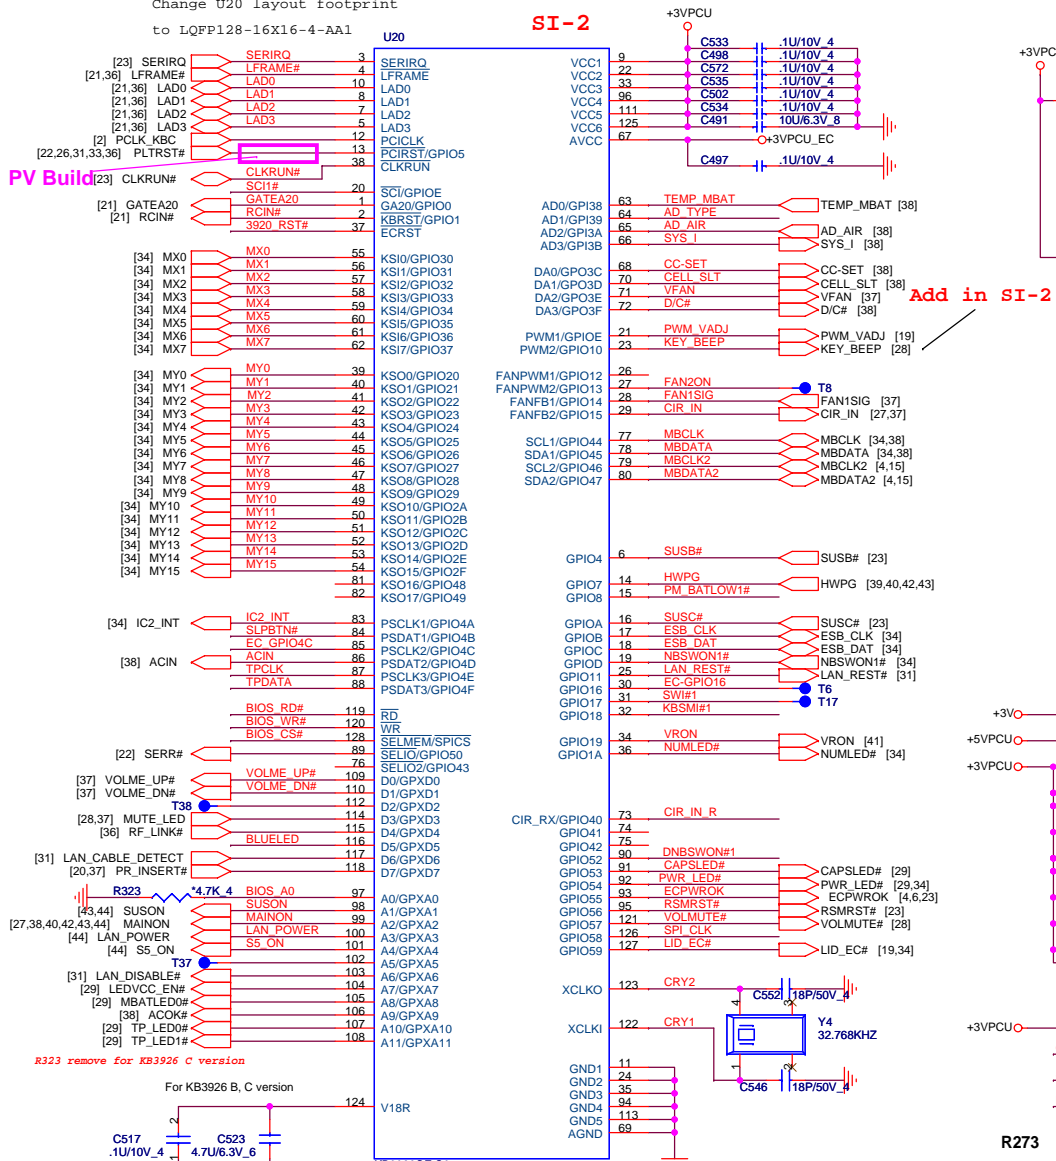 Change U20 layout footprint
to LQFP128-16X16-4-AA1
SI-2
U20
+3VPCU
+3VPC
PV Build
[23] SERIRQ SERIRQ 3 SERIRQ
[21,36] LFRAME# LFRAME# 4 LFRAME
[21,36] LAD0 LAD0 10 LAD0
[21,36] LAD1 LAD1 8 LAD1
[21,36] LAD2 LAD2 7 LAD2
[21,36] LAD3 LAD3 5 LAD3
[2] PCLK_KBC 12 PCICLK
[22,26,31,33,36] PLTRST# 13 PCIRST/GPIO5
[23] CLKRUN# CLKRUN# 38 CLKRUN
SCI1# 20 SCI/GPIOE
[21] GATEA20 GATEA20 1 GA20/GPIO0
[21] RCIN# RCIN# 2 KBRST/GPIO1
3920_RST# 37 ECRST
[34] MX0 MX0 55 KSI0/GPIO30
[34] MX1 MX1 56 KSI1/GPIO31
[34] MX2 MX2 57 KSI2/GPIO32
[34] MX3 MX3 58 KSI3/GPIO33
[34] MX4 MX4 59 KSI4/GPIO34
[34] MX5 MX5 60 KSI5/GPIO35
[34] MX6 MX6 61 KSI6/GPIO36
[34] MX7 MX7 62 KSI7/GPIO37
[34] MY0 MY0 39 KSO0/GPIO20
[34] MY1 MY1 40 KSO1/GPIO21
[34] MY2 MY2 41 KSO2/GPIO22
[34] MY3 MY3 42 KSO3/GPIO23
[34] MY4 MY4 43 KSO4/GPIO24
[34] MY5 MY5 44 KSO5/GPIO25
[34] MY6 MY6 45 KSO6/GPIO26
[34] MY7 MY7 46 KSO7/GPIO27
[34] MY8 MY8 47 KSO8/GPIO28
[34] MY9 MY9 48 KSO9/GPIO29
[34] MY10 MY10 49 KSO10/GPIO2A
[34] MY11 MY11 50 KSO11/GPIO2B
[34] MY12 MY12 51 KSO12/GPIO2C
[34] MY13 MY13 52 KSO13/GPIO2D
[34] MY14 MY14 53 KSO14/GPIO2E
[34] MY15 MY15 54 KSO15/GPIO2F
81 KSO16/GPIO48
82 KSO17/GPIO49
[34] IC2_INT IC2_INT 83 PSCLK1/GPIO4A
SLPBTN# 84 PSDAT1/GPIO4B
EC_GPIO4C 85 PSCLK2/GPIO4C
[38] ACIN ACIN 86 PSDAT2/GPIO4D
TPCLK 87 PSCLK3/GPIO4E
TPDATA 88 PSDAT3/GPIO4F
BIOS_RD# 119 RD
BIOS_WR# 120 WR
BIOS_CS# 128 SELMEM/SPICS
[22] SERR# 89 SELIO/GPIO50
76 SELIO2/GPIO43
[37] VOLME_UP# VOLME_UP# 109 D0/GPXD0
[37] VOLME_DN# VOLME_DN# 110 D1/GPXD1
T38 112 D2/GPXD2
[28,37] MUTE_LED 114 D3/GPXD3
[36] RF_LINK# 115 D4/GPXD4
BLUELED 116 D5/GPXD5
[31] LAN_CABLE_DETECT 117 D6/GPXD6
[20,37] PR_INSERT# 118 D7/GPXD7
R323 *4.7K_4 BIOS_A0 97 A0/GPXA0
[43,44] SUSON SUSON 98 A1/GPXA1
[27,38,40,42,43,44] MAINON MAINON 99 A2/GPXA2
[44] LAN_POWER LAN_POWER 100 A3/GPXA3
[44] S5_ON S5_ON 101 A4/GPXA4
T37 102 A5/GPXA5
[31] LAN_DISABLE# 103 A6/GPXA6
[29] LEDVCC_EN# 104 A7/GPXA7
[29] MBATLED0# 105 A8/GPXA8
[38] ACOK# 106 A9/GPXA9
[29] TP_LED0# 107 A10/GPXA10
[29] TP_LED1# 108 A11/GPXA11
R323 remove for KB3926 C version
For KB3926 B, C version
124 V18R
2 1
C517 .1U/10V_4
C523 4.7U/6.3V_6
VCC1 9 C533 .1U/10V_4
VCC2 22 C498 .1U/10V_4
VCC3 33 C572 .1U/10V_4
VCC4 96 C535 .1U/10V_4
VCC5 111 C502 .1U/10V_4
VCC6 125 C534 .1U/10V_4
C491 10U/6.3V_8
AVCC 67 +3VPCU_EC
C497 .1U/10V_4
AD0/GPI38 63 TEMP_MBAT TEMP_MBAT [38]
AD1/GPI39 64 AD_TYPE
AD2/GPI3A 65 AD_AIR AD_AIR [38]
AD3/GPI3B 66 SYS_I SYS_I [38]
DA0/GPO3C 68 CC-SET CC-SET [38]
DA1/GPO3D 70 CELL_SLT CELL_SLT [38]
DA2/GPO3E 71 VFAN VFAN [37]
DA3/GPO3F 72 D/C# D/C# [38]
Add in SI-2
PWM1/GPIOE 21 PWM_VADJ PWM_VADJ [19]
PWM2/GPIO10 23 KEY_BEEP KEY_BEEP [28]
FANPWM1/GPIO12 26
FANPWM2/GPIO13 27 FAN2ON T8
FANFB1/GPIO14 28 FAN1SIG FAN1SIG [37]
FANFB2/GPIO15 29 CIR_IN CIR_IN [27,37]
SCL1/GPIO44 77 MBCLK MBCLK [34,38]
SDA1/GPIO45 78 MBDATA MBDATA [34,38]
SCL2/GPIO46 79 MBCLK2 MBCLK2 [4,15]
SDA2/GPIO47 80 MBDATA2 MBDATA2 [4,15]
GPIO4 6 SUSB# SUSB# [23]
GPIO7 14 HWPG HWPG [39,40,42,43]
GPIO8 15 PM_BATLOW1#
GPIOA 16 SUSC# SUSC# [23]
GPIOB 17 ESB_CLK ESB_CLK [34]
GPIOC 18 ESB_DAT ESB_DAT [34]
GPIOD 19 NBSWON1# NBSWON1# [34]
GPIO11 25 LAN_REST# LAN_REST# [31]
GPIO16 30 EC-GPIO16 T6
GPIO17 31 SWI#1 T17
GPIO18 32 KBSMI#1
GPIO19 34 VRON VRON [41]
GPIO1A 36 NUMLED# NUMLED# [34]
+3V
+5VPCU
+3VPCU
CIR_RX/GPIO40 73 CIR_IN_R
GPIO41 74
GPIO42 75
GPIO52 90 DNBSWON#1
GPIO53 91 CAPSLED# CAPSLED# [29]
GPIO54 92 PWR_LED# PWR_LED# [29,34]
GPIO55 93 ECPWROK ECPWROK [4,6,23]
GPIO56 95 RSMRST# RSMRST# [23]
GPIO57 121 VOLMUTE# VOLMUTE# [28]
GPIO58 126 SPI_CLK
GPIO59 127 LID_EC# LID_EC# [19,34]
XCLKO 123 CRY2
C552 18P/50V_4
4 3
XCLKI 122 CRY1
Y4
32.768KHZ
1 2
C546 18P/50V_4
+3VPCU
GND1 11
GND2 24
GND3 35
GND4 94
GND5 113
AGND 69
R273